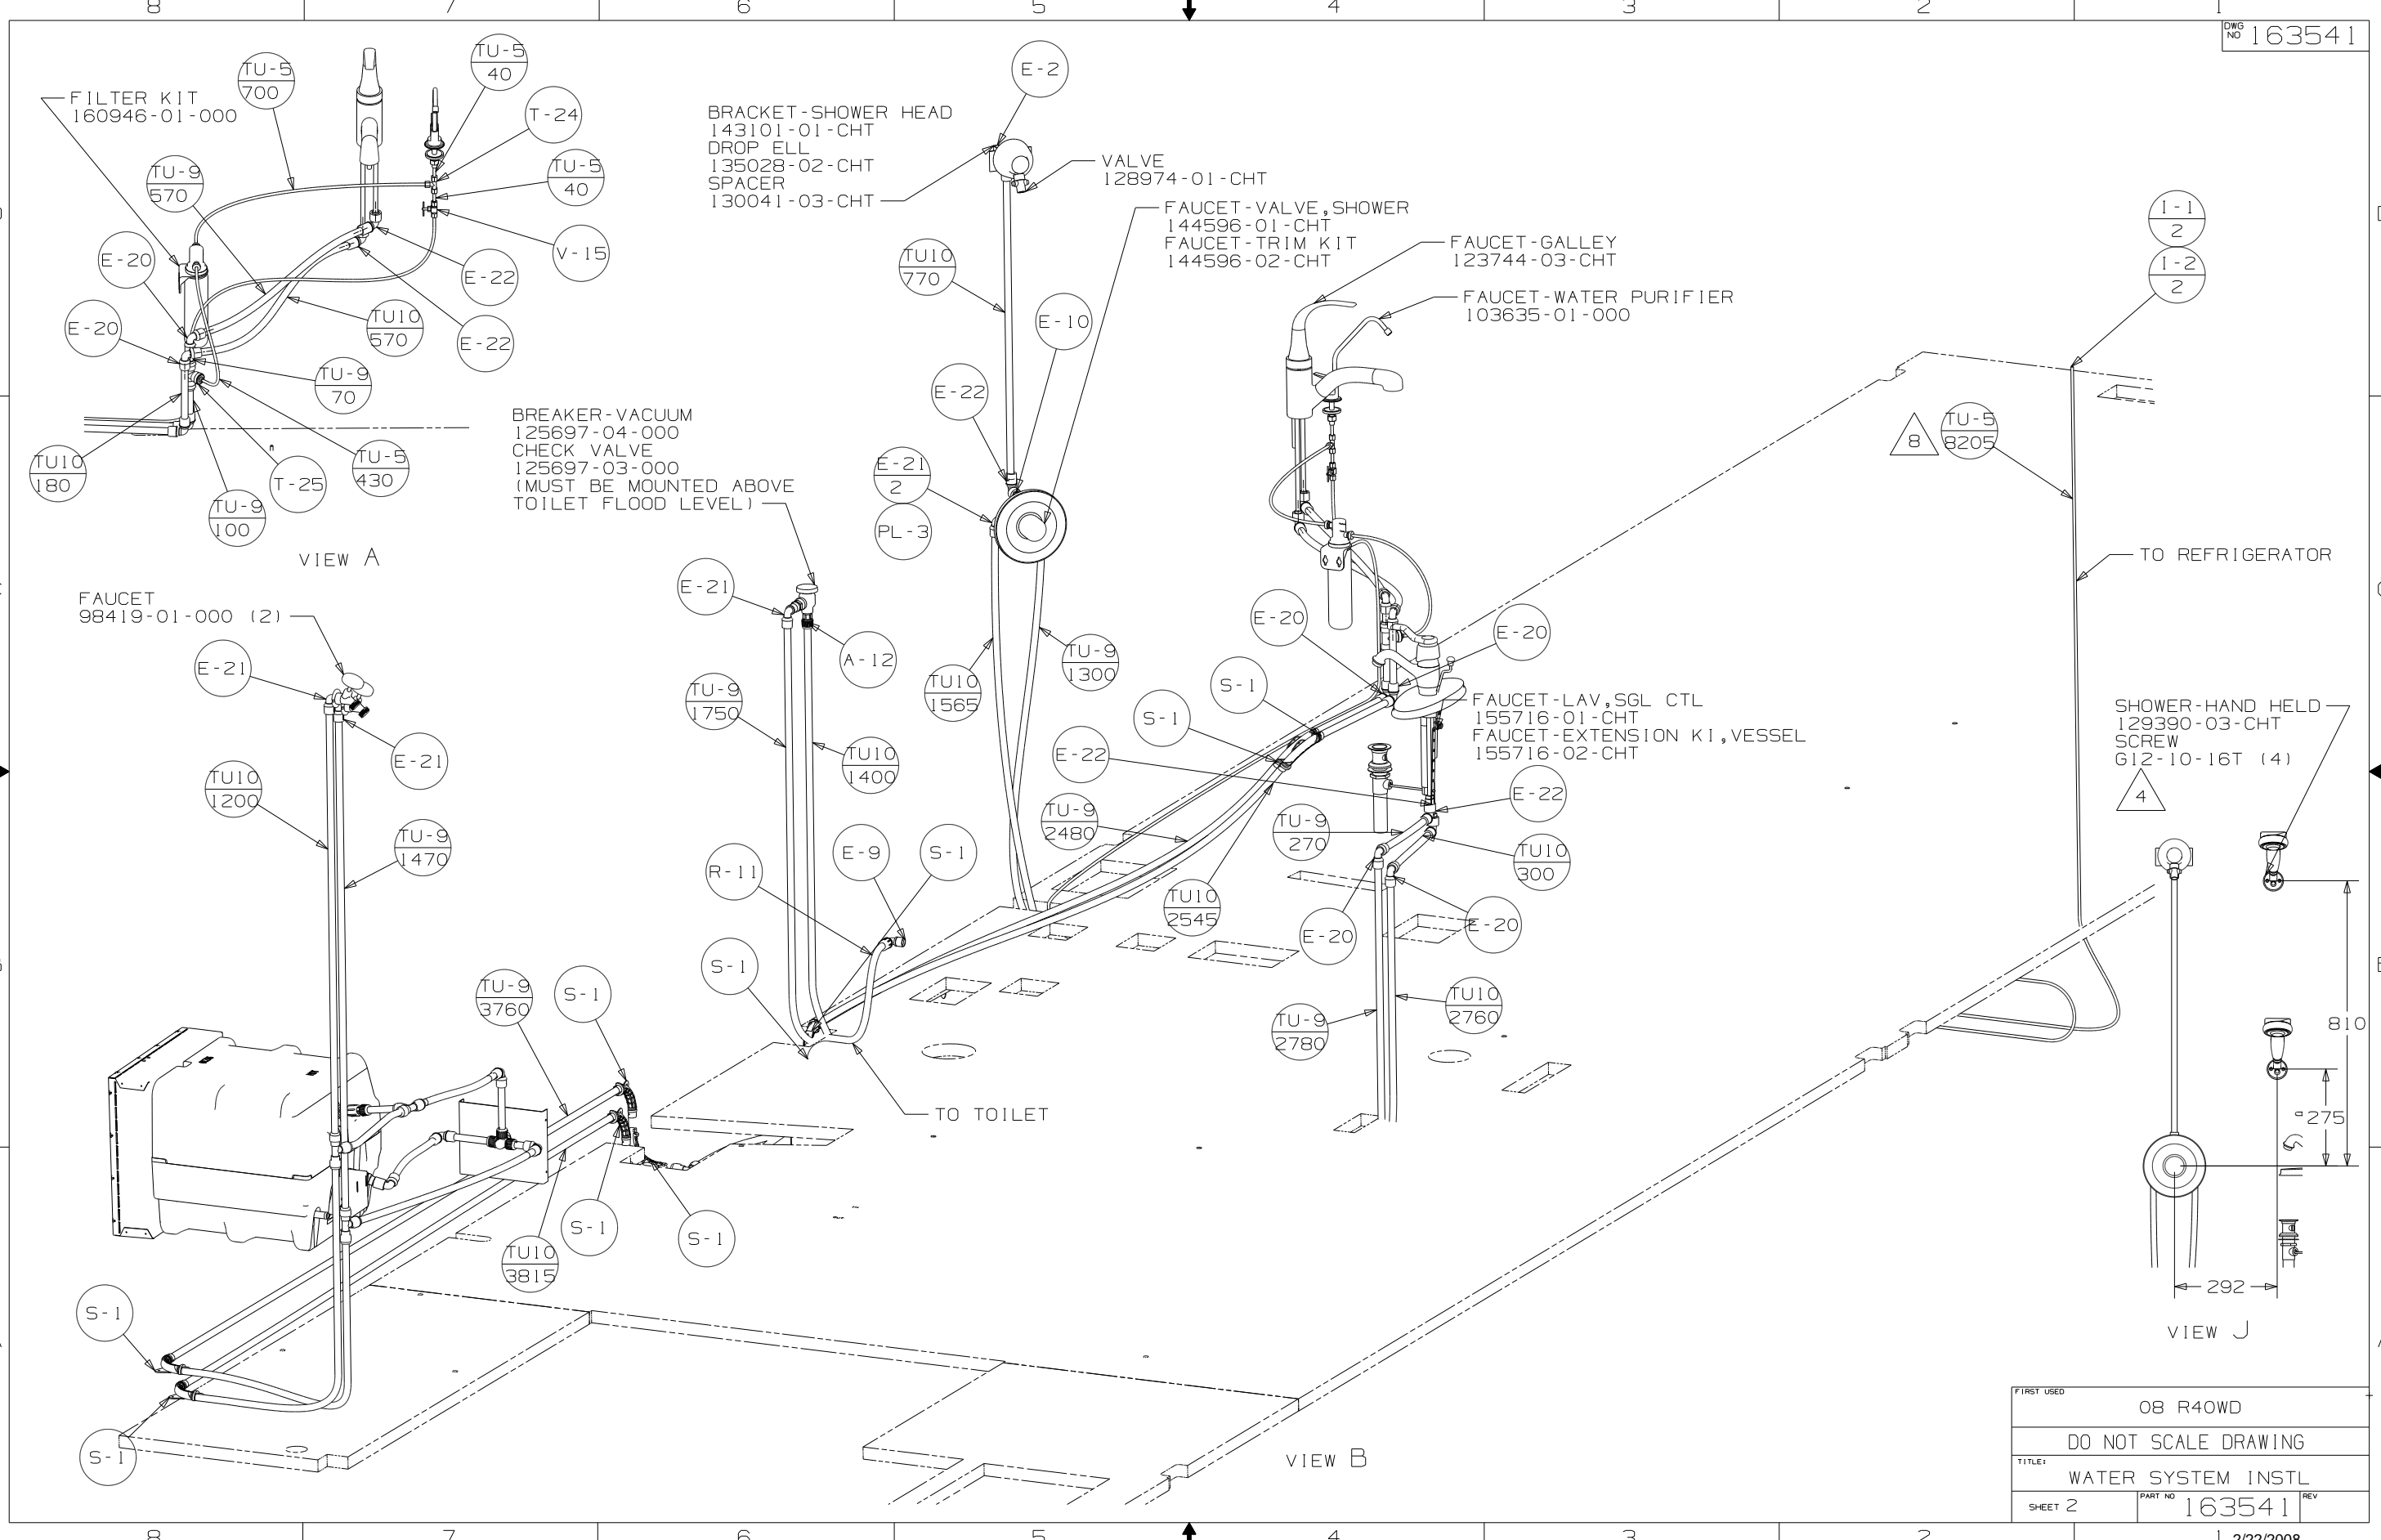 8 7 6 5 4 3 2 1
DWG NO 163541
FILTER KIT
160946-01-000
TU-5
700
TU-5
40
T-24
TU-5
40
V-15
TU-9
570
E-20
E-20
E-22
E-22
TU10
570
TU-9
70
TU10
180
TU-9
100
T-25
TU-5
430
VIEW A
E-2
BRACKET-SHOWER HEAD
143101-01-CHT
DROP ELL
135028-02-CHT
SPACER
130041-03-CHT
VALVE
128974-01-CHT
FAUCET-VALVE,SHOWER
144596-01-CHT
FAUCET-TRIM KIT
144596-02-CHT
TU10
770
E-10
E-22
E-21
2
PL-3
FAUCET-GALLEY
123744-03-CHT
FAUCET-WATER PURIFIER
103635-01-000
I-1
2
I-2
2
8
TU-5
8205
TO REFRIGERATOR
BREAKER-VACUUM
125697-04-000
CHECK VALVE
125697-03-000
(MUST BE MOUNTED ABOVE
TOILET FLOOD LEVEL)
E-21
A-12
TU-9
1750
TU10
1400
TU10
1565
TU-9
1300
FAUCET
98419-01-000 (2)
E-21
E-21
TU10
1200
TU-9
1470
E-20
E-20
S-1
S-1
E-22
FAUCET-LAV,SGL CTL
155716-01-CHT
FAUCET-EXTENSION KI,VESSEL
155716-02-CHT
E-22
TU-9
2480
TU-9
270
TU10
300
TU10
2545
E-20
E-20
TU-9
2780
TU10
2760
R-11
E-9
S-1
S-1
TO TOILET
TU-9
3760
S-1
S-1
S-1
TU10
3815
S-1
S-1
SHOWER-HAND HELD
129390-03-CHT
SCREW
G12-10-16T (4)
4
810
275
292
VIEW J
VIEW B
FIRST USED
08 R40WD
DO NOT SCALE DRAWING
TITLE:
WATER SYSTEM INSTL
SHEET 2
PART NO 163541 REV
8 7 6 5 4 3 2 1
2/22/2008